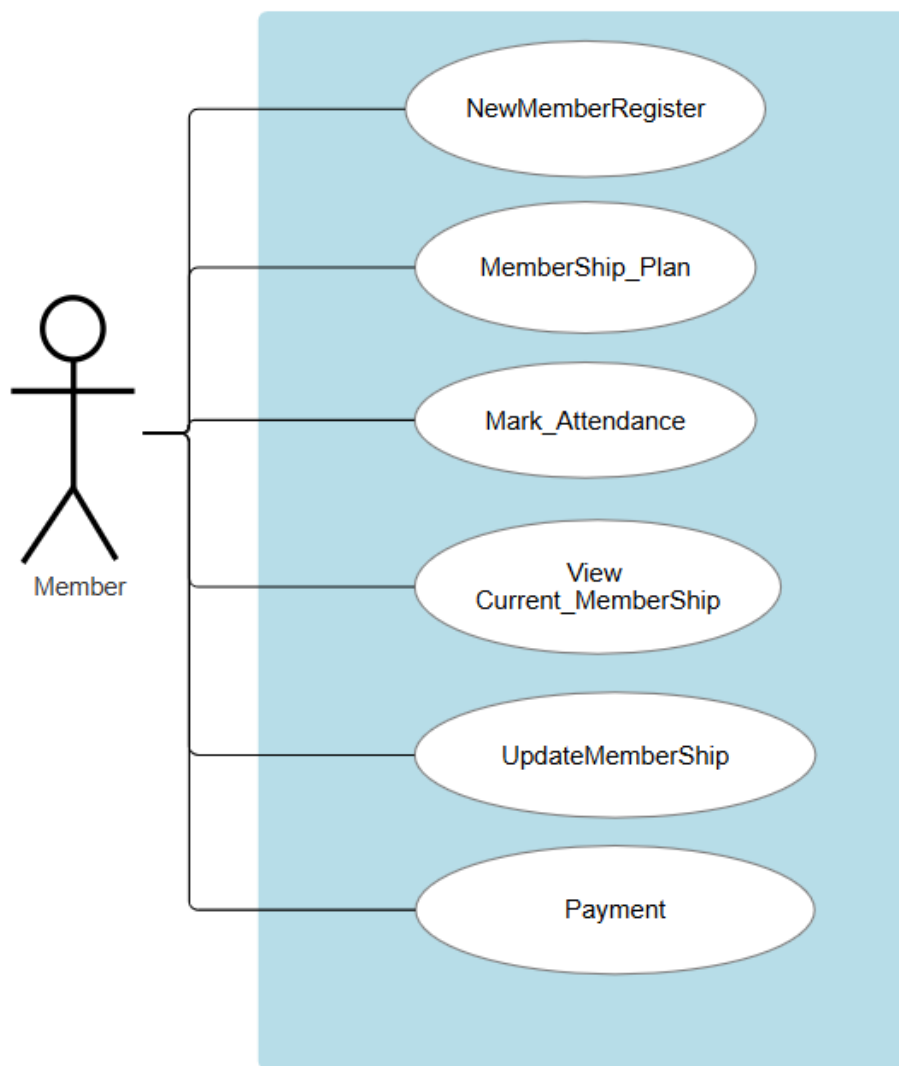 NewMemberRegister
MemberShip_Plan
Mark_Attendance
View
Current_MemberShip
Member
UpdateMemberShip
Payment